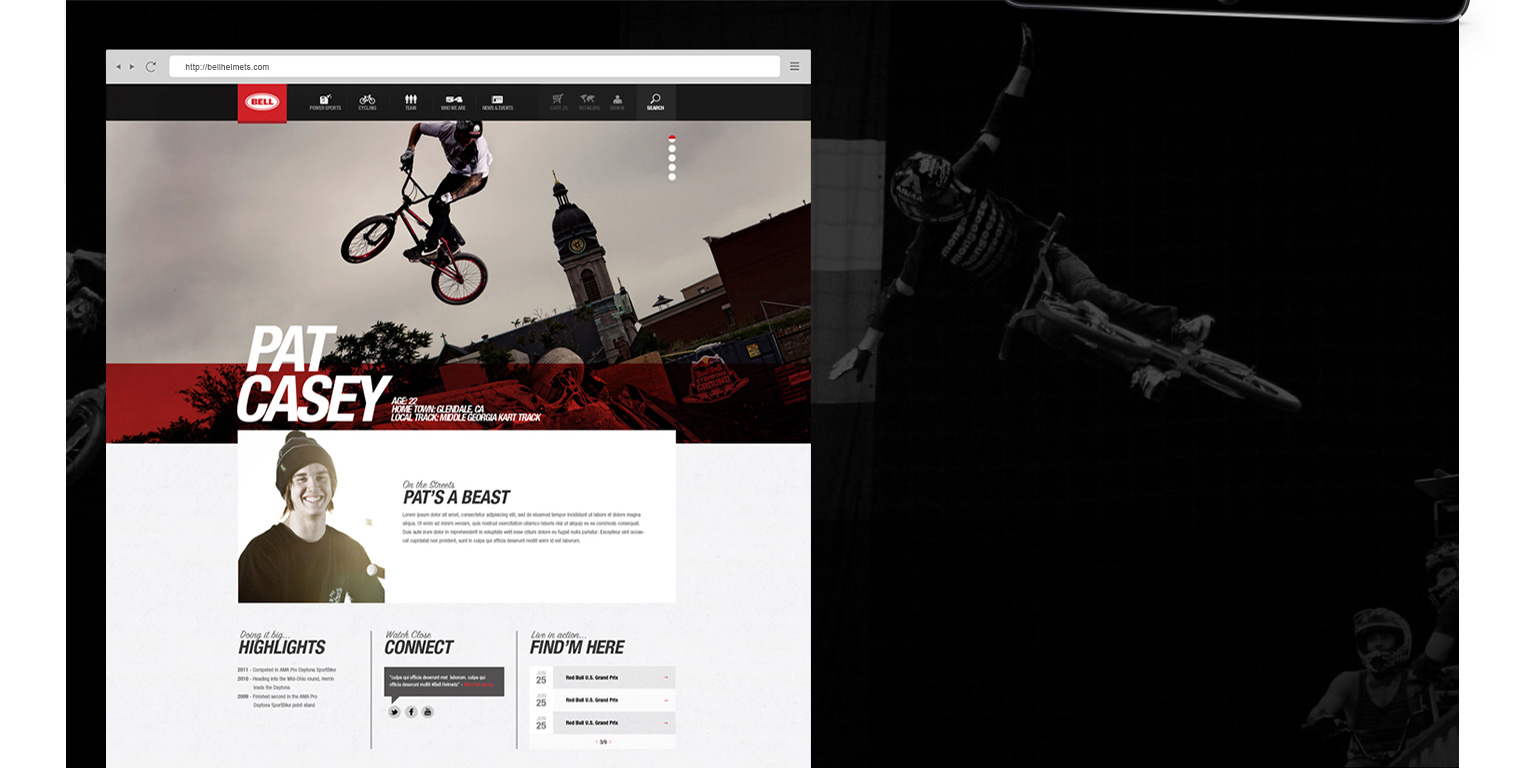 http://bellhelmets.com
BELL
POWER SPORTS
CYCLING
TEAM
WHO WE ARE
NEWS & EVENTS
SEARCH
PAT
CASEY
AGE: 22
HOME TOWN: GLENDALE, CA
LOCAL TRACK: MIDDLE GEORGIA KART TRACK
On the Streets
PAT'S A BEAST
Lorem ipsum dolor sit amet, consectetur adipisicing elit, sed do eiusmod tempor incididunt ut labore et dolore magna
aliqua. Ut enim ad minim veniam, quis nostrud exercitation ullamco laboris nisi ut aliquip ex ea commodo consequat.
Duis aute irure dolor in reprehenderit in voluptate velit esse cillum dolore eu fugiat nulla pariatur. Excepteur sint occae-
cat cupidatat non proident, sunt in culpa qui officia deserunt mollit anim id est laborum.
Doing it big...
HIGHLIGHTS
2011 - Competed in AMA Pro Daytona SportBike
2010 - Heading into the Mid-Ohio round, Herrin
leads the Daytona
2009 - Finished second in the AMA Pro
Daytona SportBike point stand
Watch Close
CONNECT
"culpa qui officia deserunt mol laborum. culpa qui
officia deserunt mollit #Bell Helmets" -
Live in action...
FIND'M HERE
JUN
25
Red Bull U.S. Grand Prix
JUN
25
Red Bull U.S. Grand Prix
JUN
25
Red Bull U.S. Grand Prix
3/9
mongoose
mongoose
mongoose